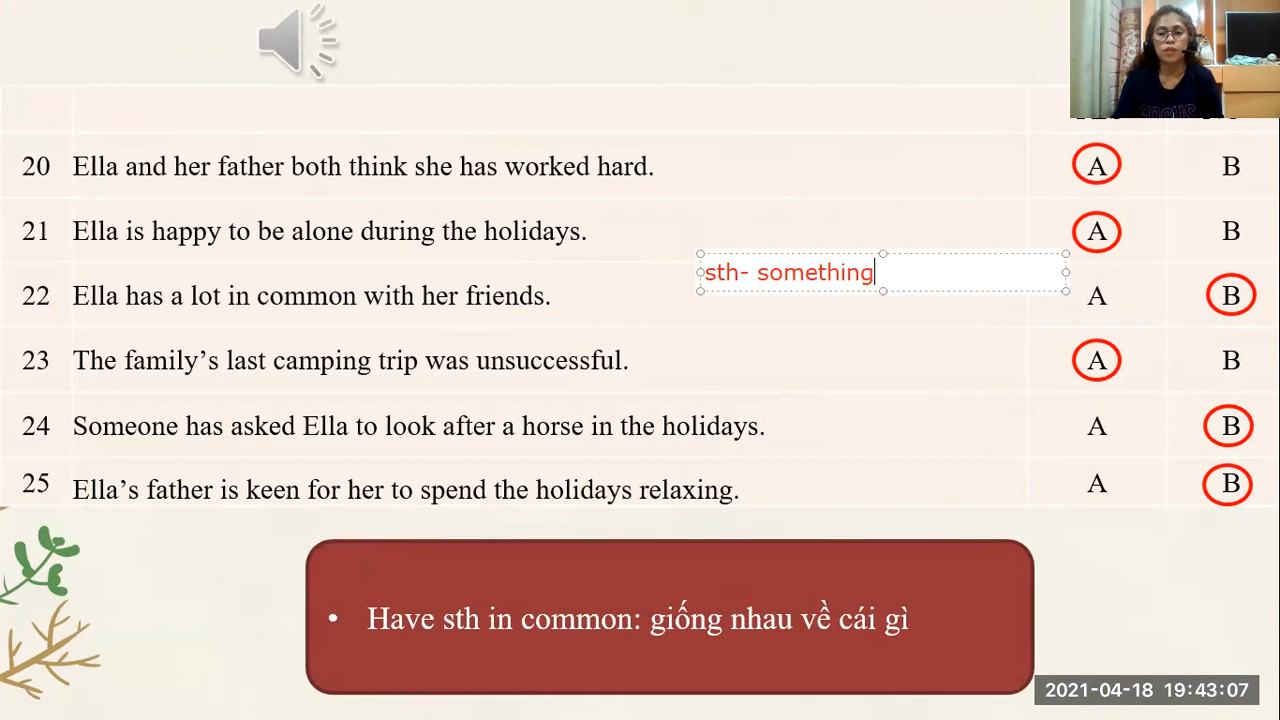 20 Ella and her father both think she has worked hard. A B
21 Ella is happy to be alone during the holidays. A B
sth- something
22 Ella has a lot in common with her friends. A B
23 The family’s last camping trip was unsuccessful. A B
24 Someone has asked Ella to look after a horse in the holidays. A B
25 Ella’s father is keen for her to spend the holidays relaxing. A B
• Have sth in common: giống nhau về cái gì
2021-04-18 19:43:07